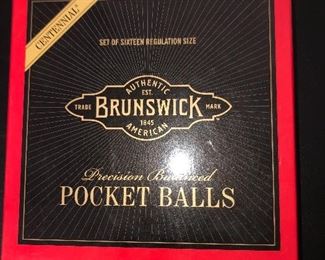 CENTENNIAL®
SET OF SIXTEEN REGULATION SIZE
AUTHENTIC
EST.
TRADE BRUNSWICK MARK
1845
AMERICAN
Precision Balanced
POCKET BALLS